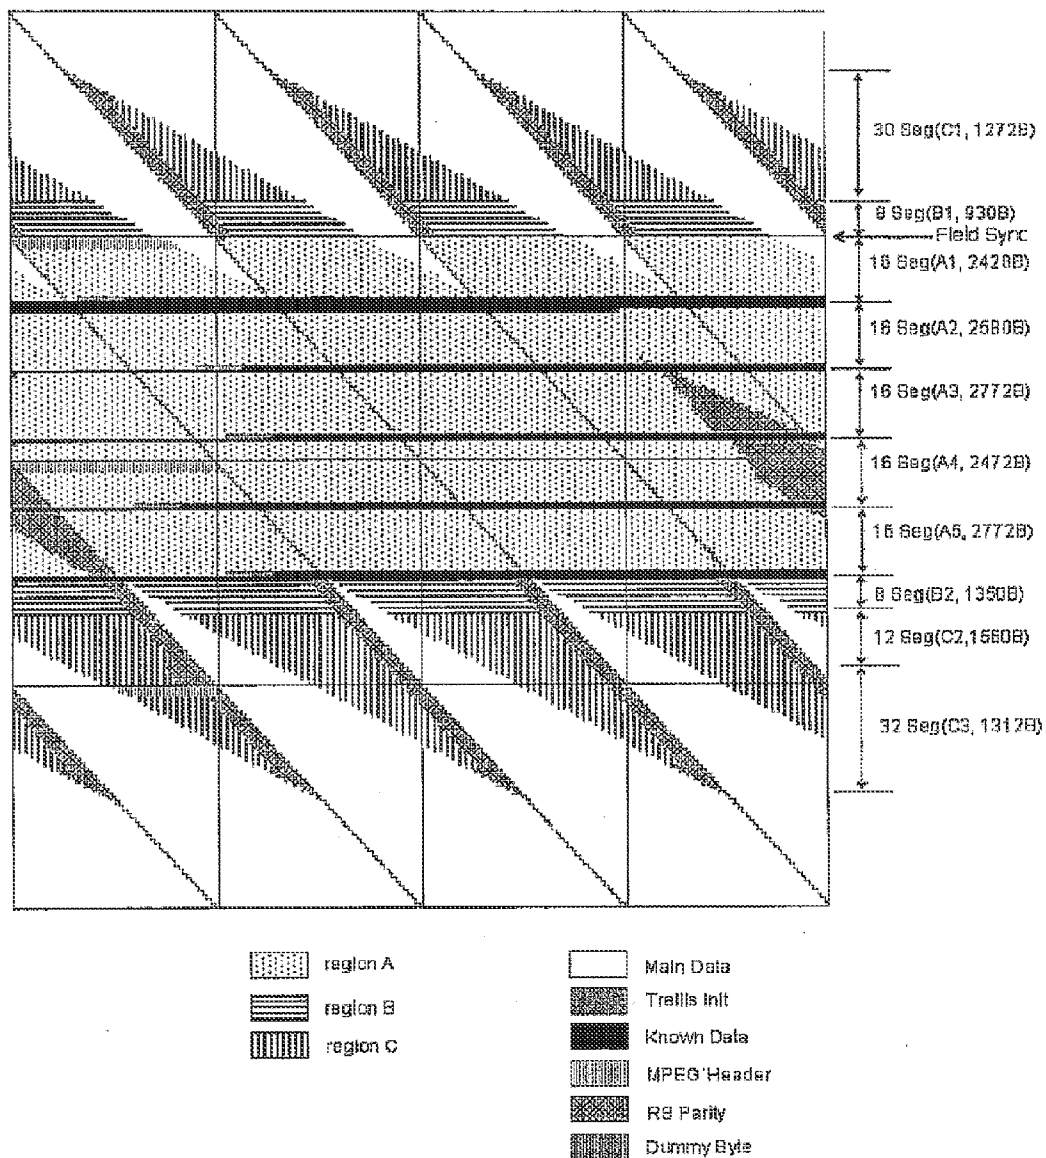 30 Seg(C1, 1272B)
8 Seg(B1, 930B)
Field Sync
16 Seg(A1, 2428B)
16 Seg(A2, 2580B)
16 Seg(A3, 2772B)
16 Seg(A4, 2472B)
16 Seg(A5, 2772B)
8 Seg(B2, 1350B)
12 Seg(C2,1560B)
32 Seg(C3, 1312B)
region A
region B
region C
Main Data
Trellis Init
Known Data
MPEG Header
RS Parity
Dummy Byte